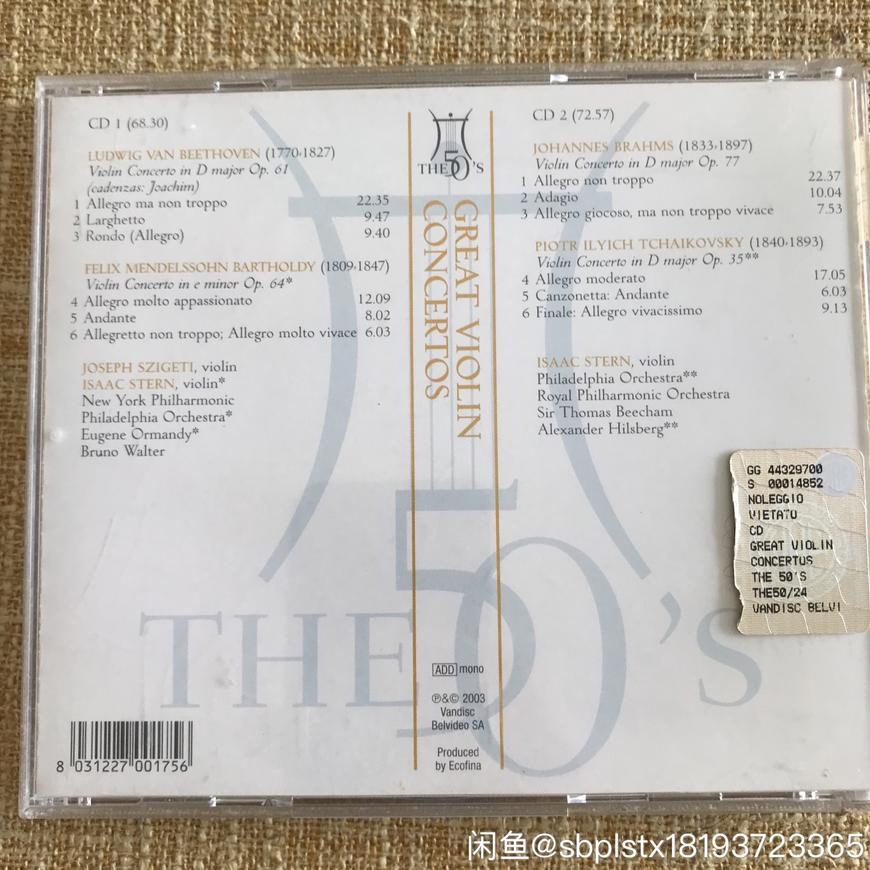 CD 1 (68.30)
LUDWIG VAN BEETHOVEN (1770-1827)
Violin Concerto in D major Op. 61
(cadenzas: Joachim)
1 Allegro ma non troppo 22.35
2 Larghetto 9.47
3 Rondo (Allegro) 9.40
FELIX MENDELSSOHN BARTHOLDY (1809-1847)
Violin Concerto in e minor Op. 64*
4 Allegro molto appassionato 12.09
5 Andante 8.02
6 Allegretto non troppo; Allegro molto vivace 6.03
JOSEPH SZIGETI, violin
ISAAC STERN, violin*
New York Philharmonic
Philadelphia Orchestra*
Eugene Ormandy*
Bruno Walter
THE 50'S
GREAT VIOLIN
CONCERTOS
CD 2 (72.57)
JOHANNES BRAHMS (1833-1897)
Violin Concerto in D major Op. 77
1 Allegro non troppo 22.37
2 Adagio 10.04
3 Allegro giocoso, ma non troppo vivace 7.53
PIOTR ILYICH TCHAIKOVSKY (1840-1893)
Violin Concerto in D major Op. 35**
4 Allegro moderato 17.05
5 Canzonetta: Andante 6.03
6 Finale: Allegro vivacissimo 9.13
ISAAC STERN, violin
Philadelphia Orchestra**
Royal Philharmonic Orchestra
Sir Thomas Beecham
Alexander Hilsberg**
GG 44329700
S 00014852
NOLEGGIO
VIETATO
CD
GREAT VIOLIN
CONCERTOS
THE 50'S
THE50/24
VANDISC BELVI
THE 50'S
ADD mono
℗&© 2003
Vandisc
Belvideo SA
Produced
by Ecofina
8 031227 001756
闲鱼@sbplstx18193723365